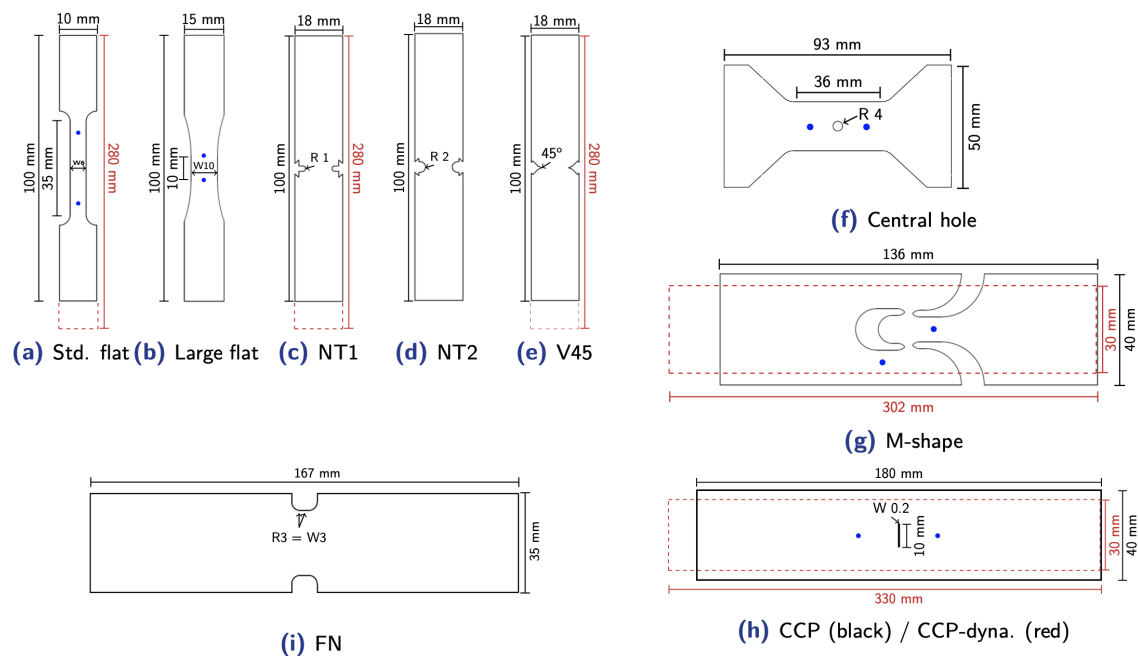 10 mm
100 mm
35 mm
W6
280 mm
(a) Std. flat
15 mm
100 mm
10 mm
W10
(b) Large flat
18 mm
100 mm
R 1
280 mm
(c) NT1
18 mm
100 mm
R 2
(d) NT2
18 mm
100 mm
45°
280 mm
(e) V45
93 mm
36 mm
R 4
50 mm
(f) Central hole
136 mm
30 mm
40 mm
302 mm
(g) M-shape
167 mm
R3 = W3
35 mm
(i) FN
180 mm
W 0.2
10 mm
30 mm
40 mm
330 mm
(h) CCP (black) / CCP-dyna. (red)